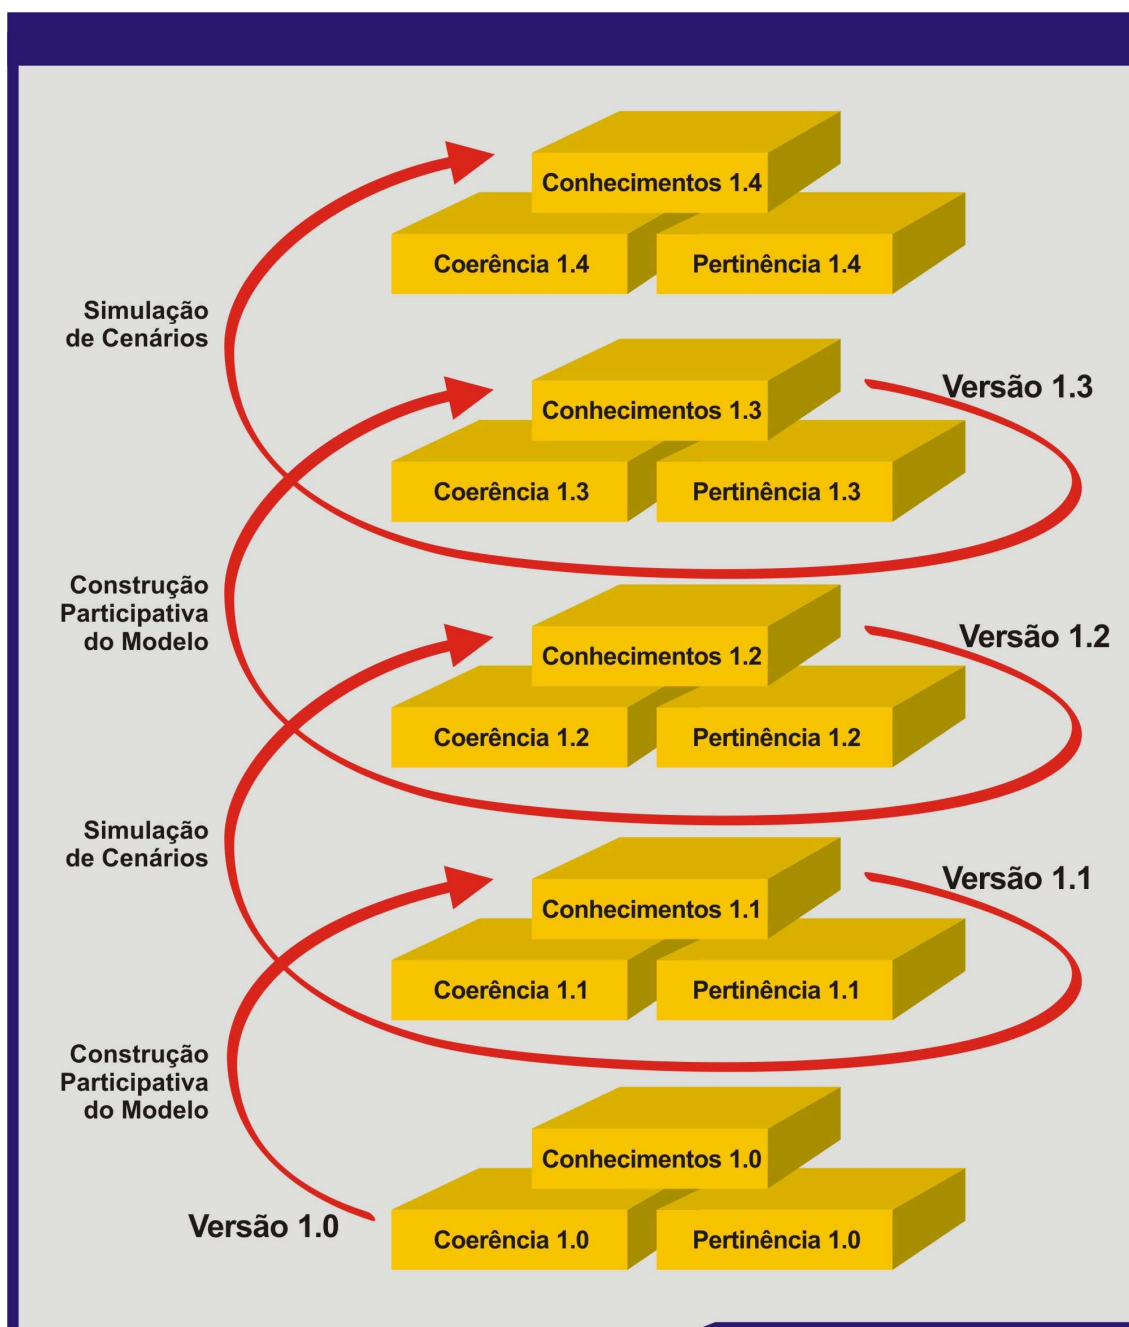 Conhecimentos 1.4
Coerência 1.4
Pertinência 1.4
Simulação
de Cenários
Conhecimentos 1.3
Versão 1.3
Coerência 1.3
Pertinência 1.3
Construção
Participativa
do Modelo
Conhecimentos 1.2
Versão 1.2
Coerência 1.2
Pertinência 1.2
Simulação
de Cenários
Conhecimentos 1.1
Versão 1.1
Coerência 1.1
Pertinência 1.1
Construção
Participativa
do Modelo
Conhecimentos 1.0
Versão 1.0
Coerência 1.0
Pertinência 1.0